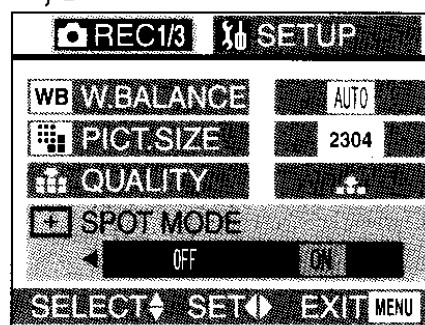 REC1/3 SETUP
WB W.BALANCE AUTO
PICT.SIZE 2304
QUALITY
SPOT MODE
OFF ON
SELECT SET EXIT MENU